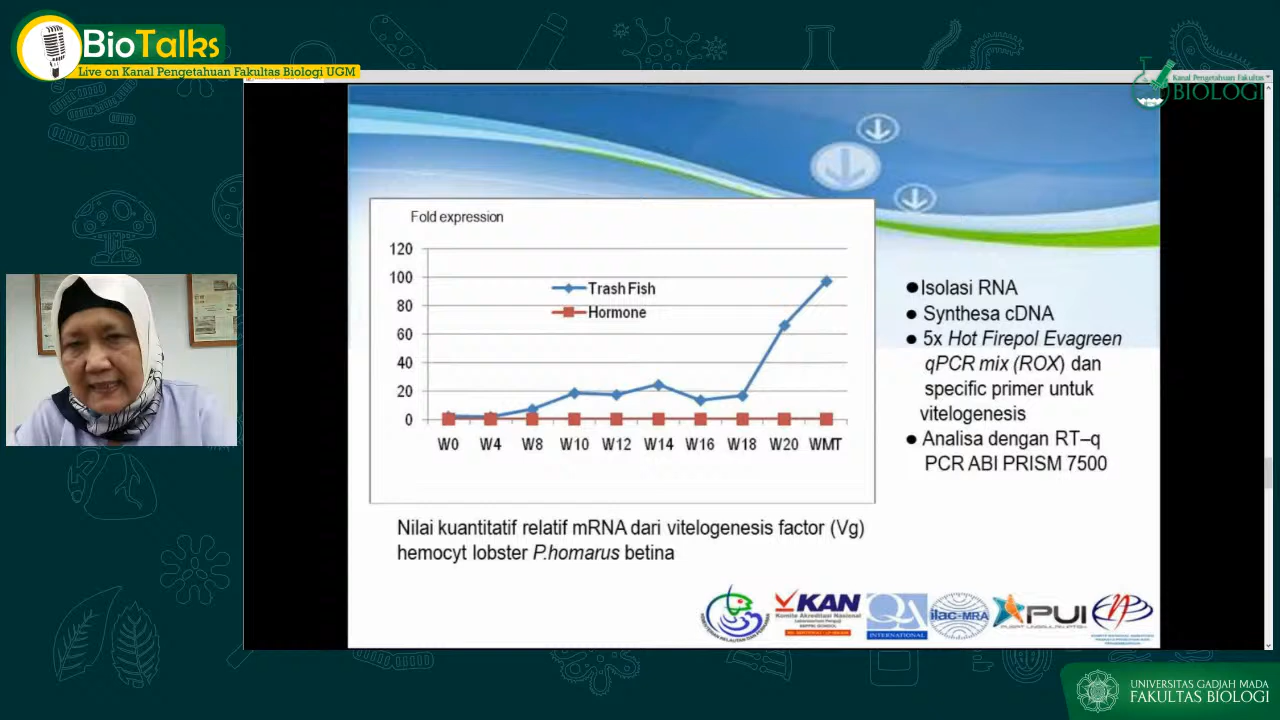 BioTalks
Live on Kanal Pengetahuan Fakultas Biologi UGM
Kanal Pengetahuan Fakultas
BIOLOGI
Fold expression
120
100
80
60
40
20
0
Trash Fish
Hormone
W0 W4 W8 W10 W12 W14 W16 W18 W20 WMT
Nilai kuantitatif relatif mRNA dari vitelogenesis factor (Vg)
hemocyt lobster P.homarus betina
● Isolasi RNA
● Synthesa cDNA
● 5x Hot Firepol Evagreen
qPCR mix (ROX) dan
specific primer untuk
vitelogenesis
● Analisa dengan RT–q
PCR ABI PRISM 7500
KAN
Komite Akreditasi Nasional
QA
INTERNATIONAL
ilac-MRA
PUI
UNIVERSITAS GADJAH MADA
FAKULTAS BIOLOGI